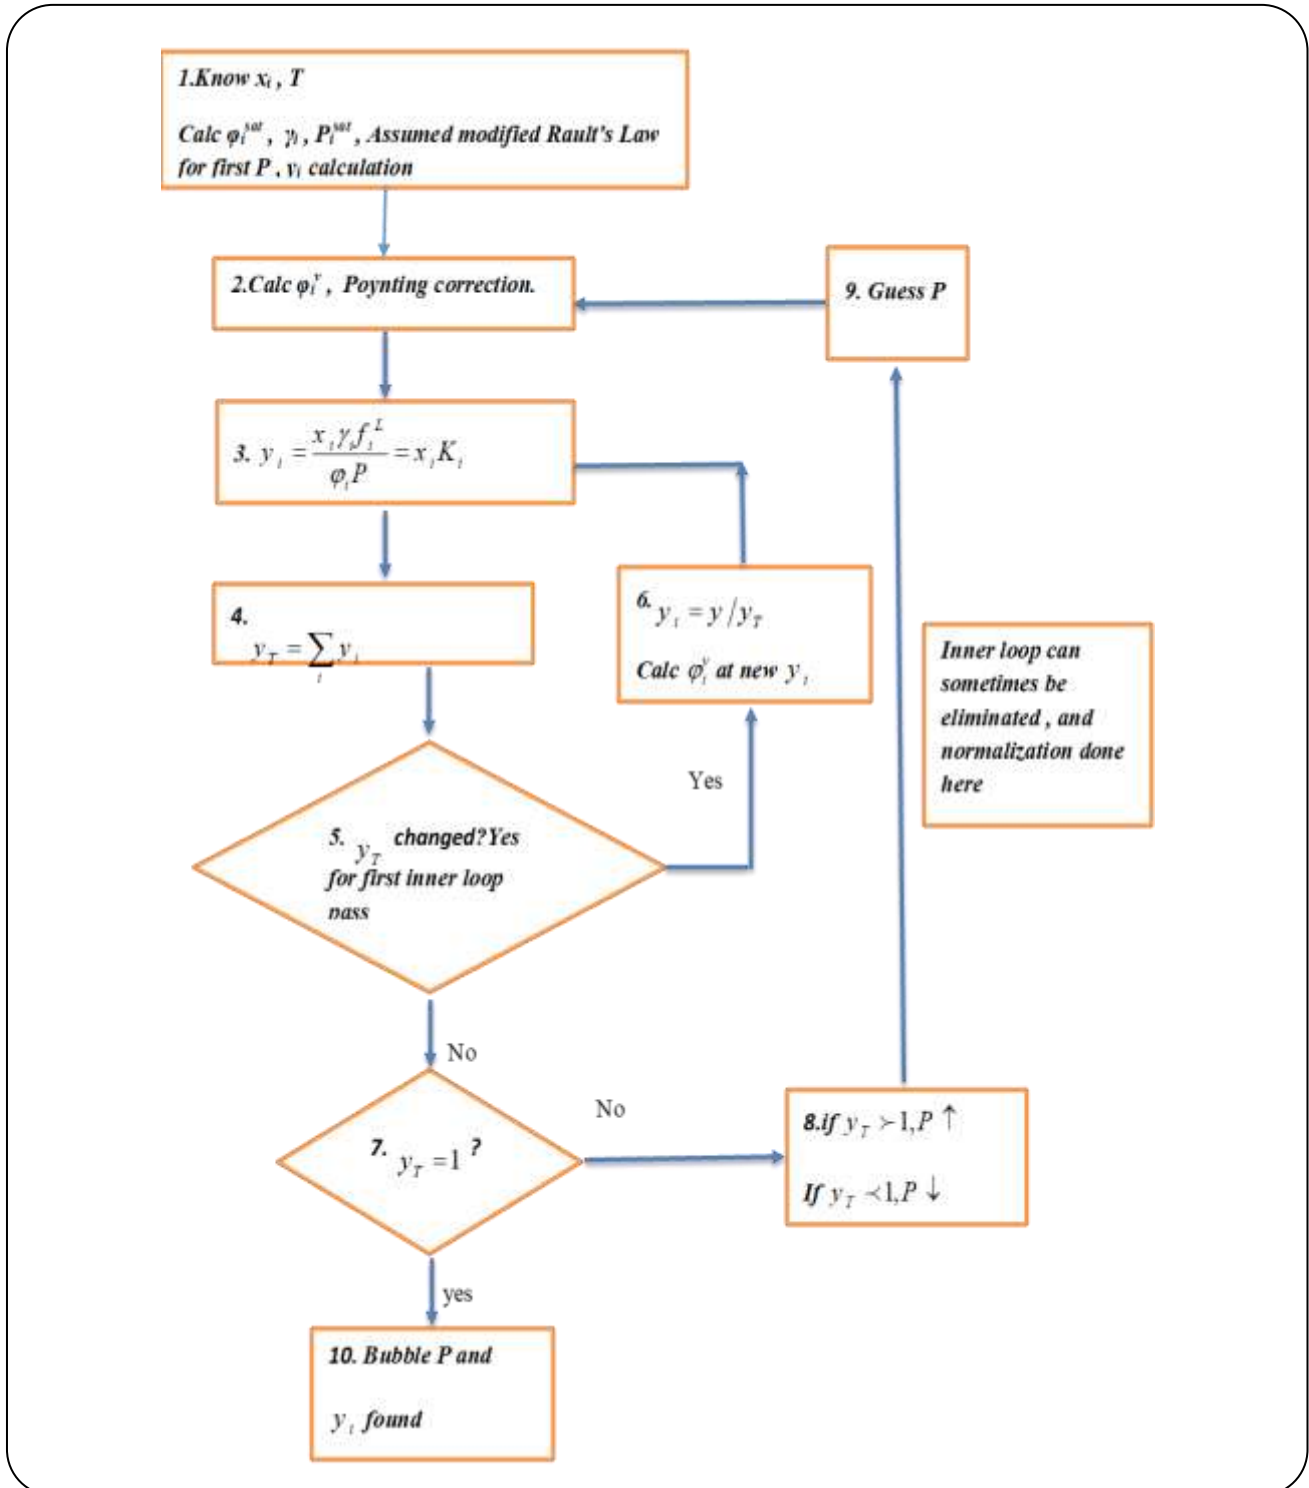 1.Know xᵢ , T
Calc φᵢˢᵃᵗ , γᵢ , Pᵢˢᵃᵗ , Assumed modified Rault's Law
for first P , yᵢ calculation
2.Calc φᵢᵛ , Poynting correction.
9. Guess P
3. yᵢ = xᵢγᵢfᵢᴸ / φᵢP = xᵢKᵢ
4.
y_T = ∑ᵢ yᵢ
6. yᵢ = y/y_T
Calc φᵢᵛ at new yᵢ
Inner loop can
sometimes be
eliminated , and
normalization done
here
Yes
5. y_T changed?Yes
for first inner loop
pass
No
7. y_T =1 ?
No
8.if y_T ≻1,P ↑
If y_T ≺1,P ↓
yes
10. Bubble P and
yᵢ found